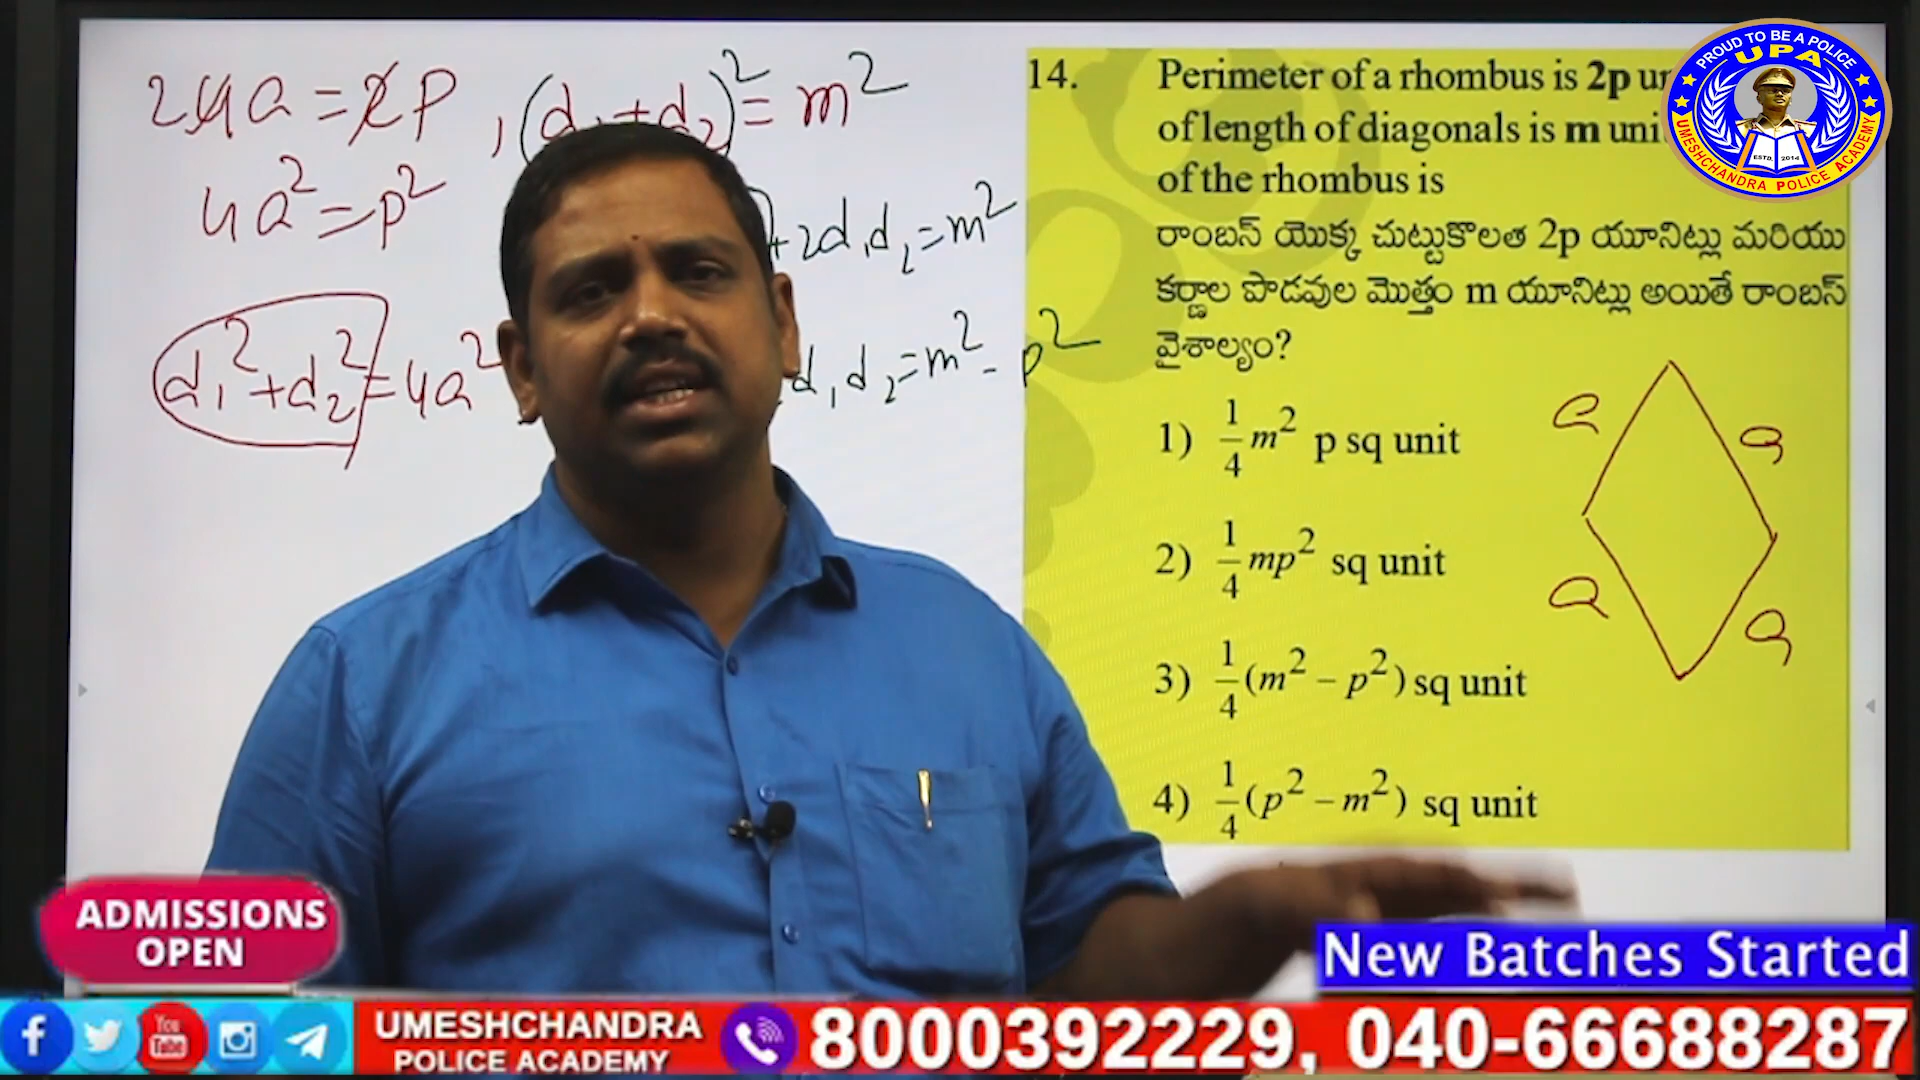 24a = 2p, (d₁+d₂)² = m²
4a² = p²
+2d₁d₂ = m²
d₁² + d₂² = 4a²
d₁d₂ = m² - p²
14. Perimeter of a rhombus is 2p
of length of diagonals is m
of the rhombus is
రాంబస్ యొక్క చుట్టుకొలత 2p యూనిట్లు మరియు
కర్ణాల పొడవుల మొత్తం m యూనిట్లు అయితే రాంబస్
వైశాల్యం?
1) 1/4 m² p sq unit
2) 1/4 mp² sq unit
3) 1/4 (m² – p²) sq unit
4) 1/4 (p² – m²) sq unit
a
a
a
a
PROUD TO BE A POLICE
UPA
ESTD. 2014
UMESHCHANDRA POLICE ACADEMY
ADMISSIONS
OPEN
New Batches Started
You
Tube
UMESHCHANDRA
POLICE ACADEMY
8000392229, 040-66688287